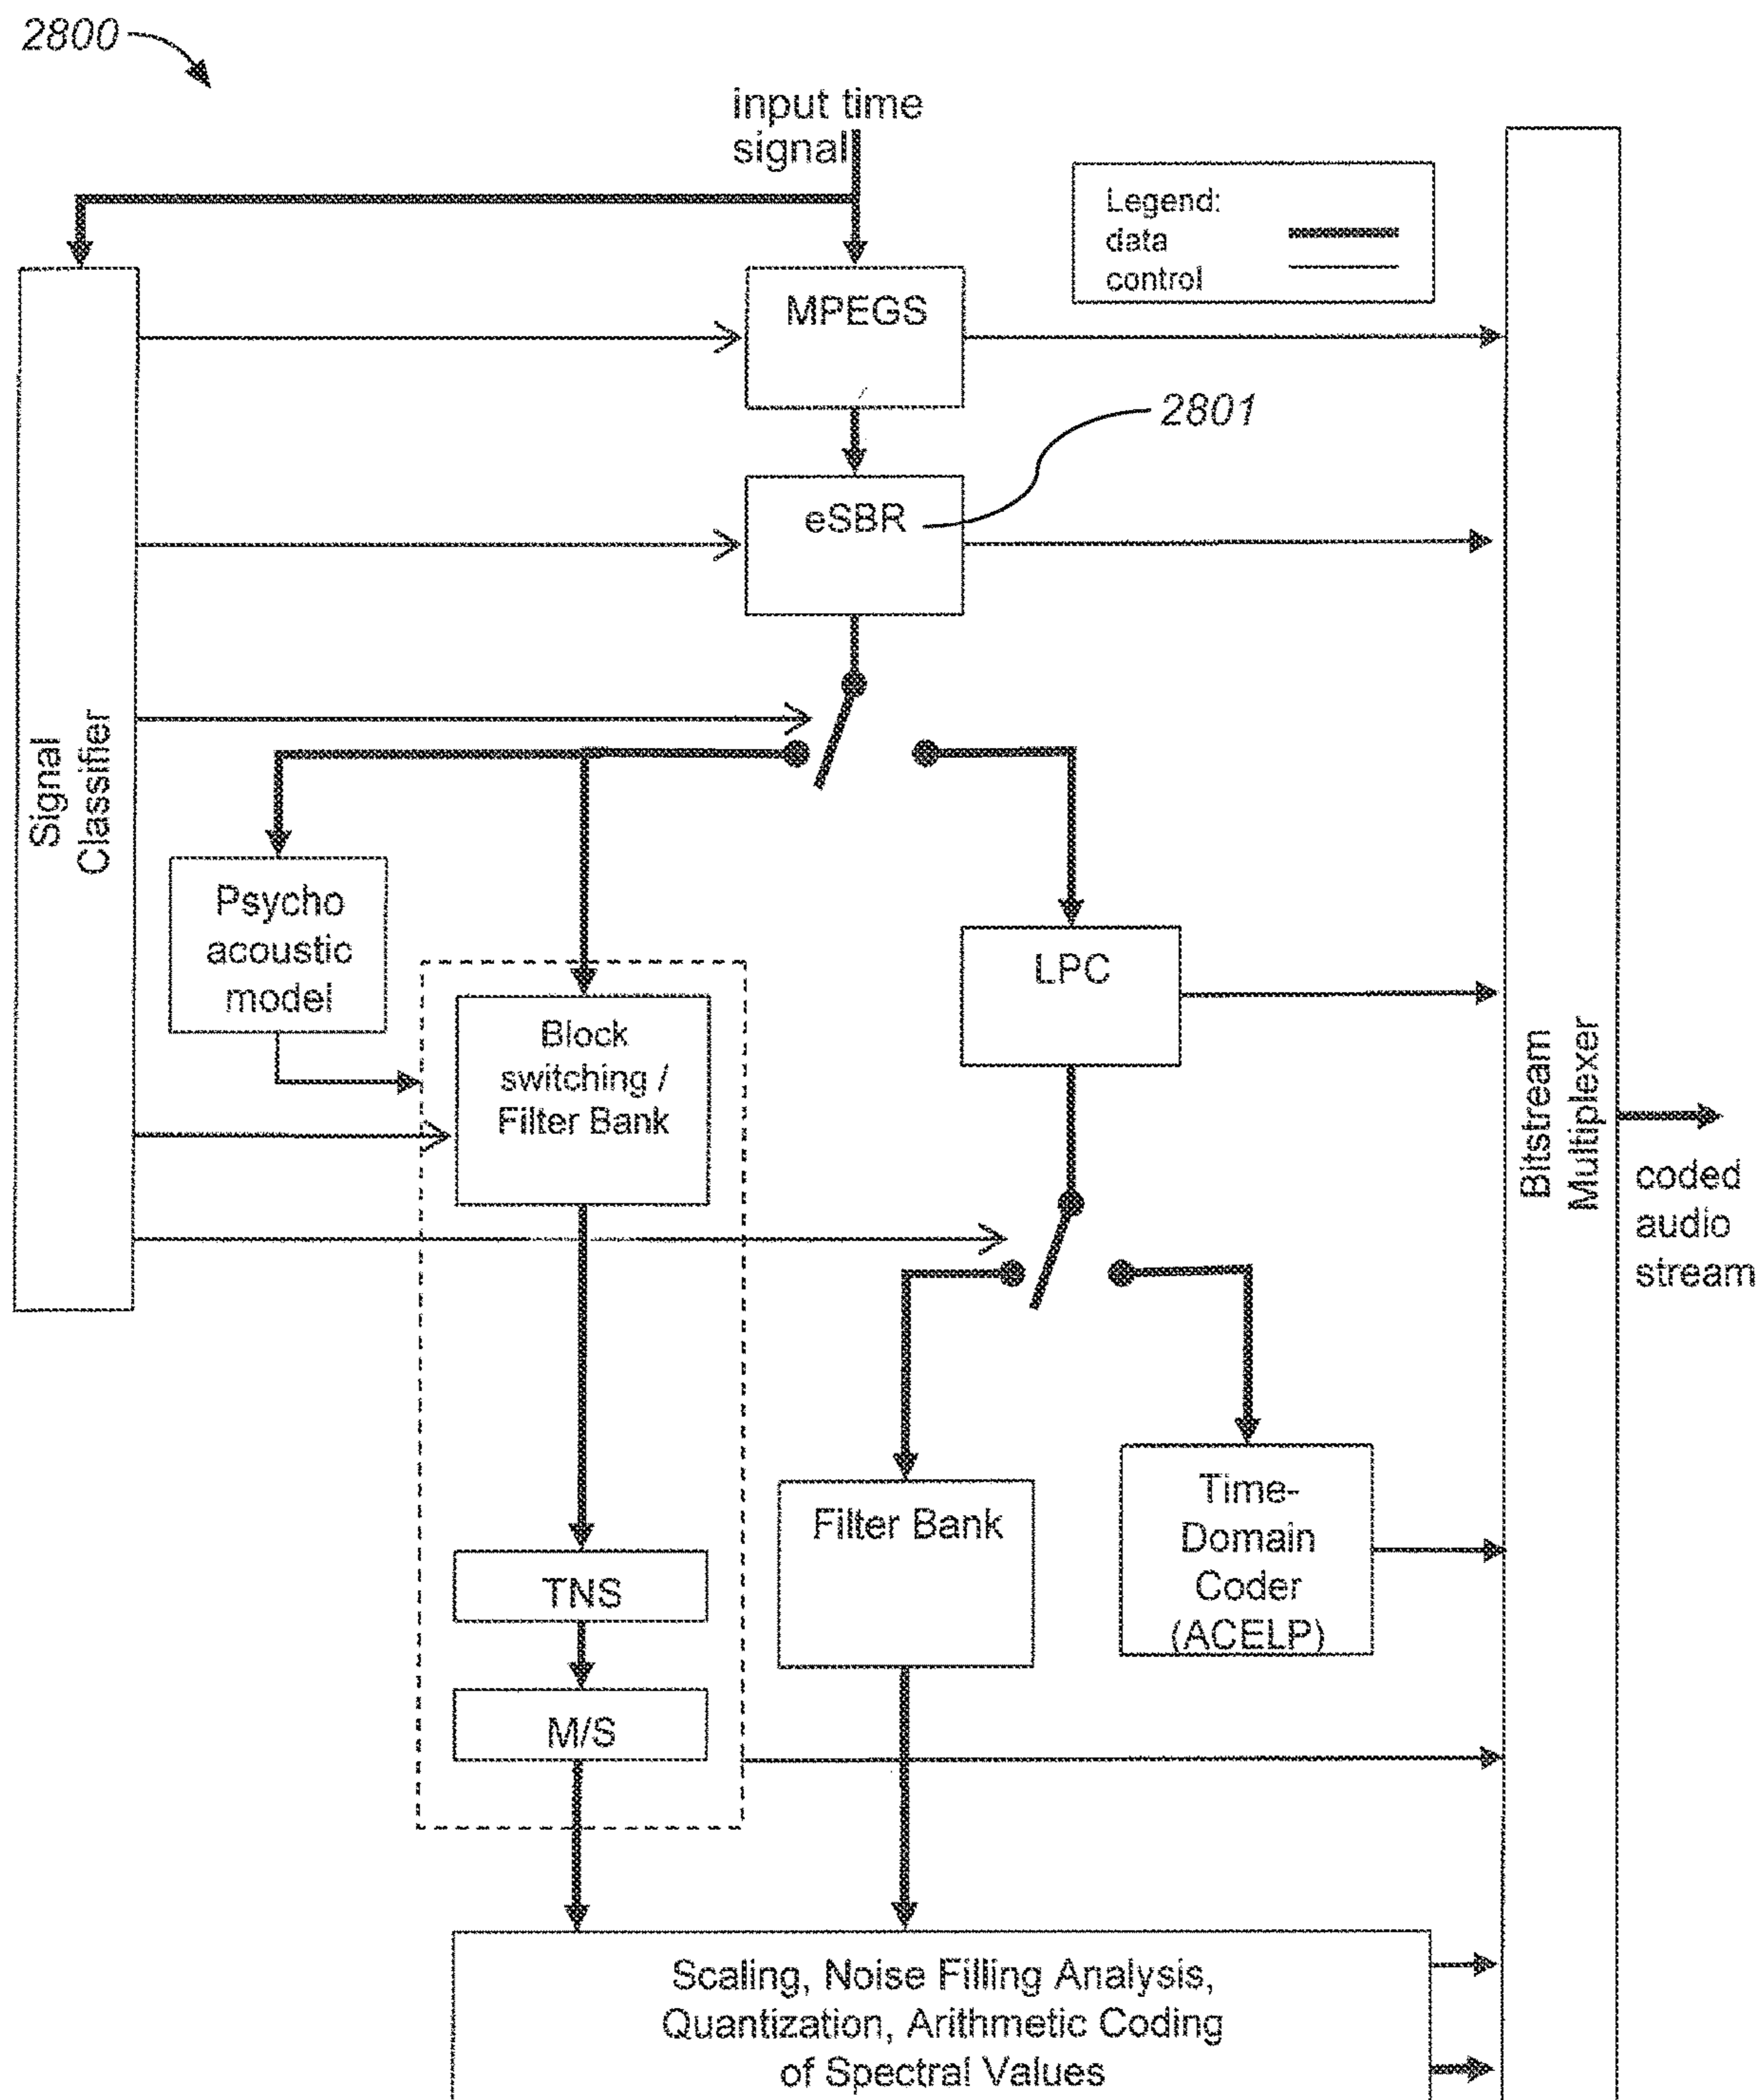 2800
input time
signal
Legend:
data
control
MPEGS
2801
eSBR
Signal
Classifier
Psycho
acoustic
model
Block
switching /
Filter Bank
LPC
Bitstream
Multiplexer
coded
audio
stream
Filter Bank
Time-
Domain
Coder
(ACELP)
TNS
M/S
Scaling, Noise Filling Analysis,
Quantization, Arithmetic Coding
of Spectral Values